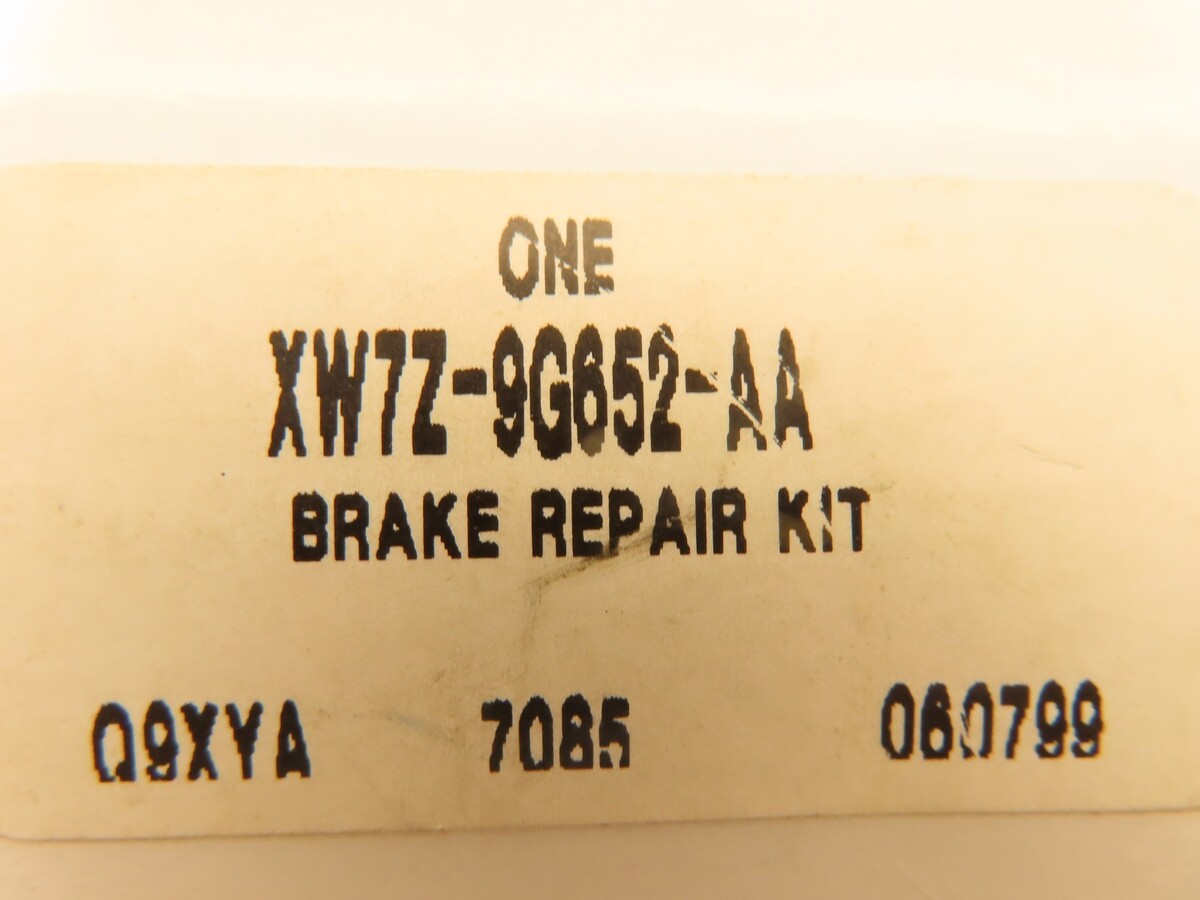 ONE
XW7Z-9G652-AA
BRAKE REPAIR KIT
Q9XYA 7085 060799